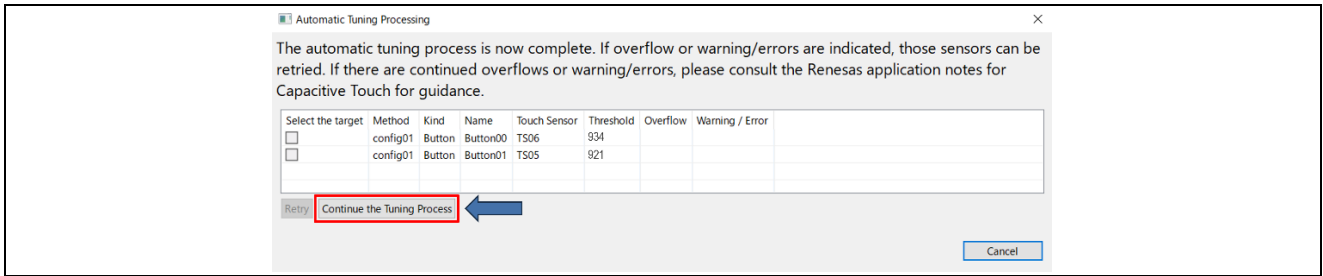 Automatic Tuning Processing
The automatic tuning process is now complete. If overflow or warning/errors are indicated, those sensors can be
retried. If there are continued overflows or warning/errors, please consult the Renesas application notes for
Capacitive Touch for guidance.
Select the target Method Kind Name Touch Sensor Threshold Overflow Warning / Error
config01 Button Button00 TS06 934
config01 Button Button01 TS05 921
Retry Continue the Tuning Process
Cancel